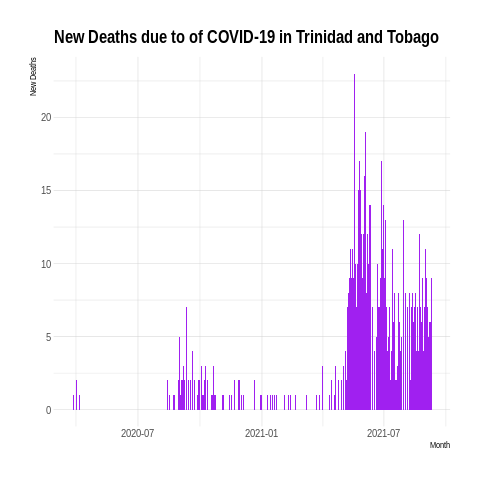 New Deaths due to of COVID-19 in Trinidad and Tobago
New Deaths
20
15
10
5
0
2020-07
2021-01
2021-07
Month